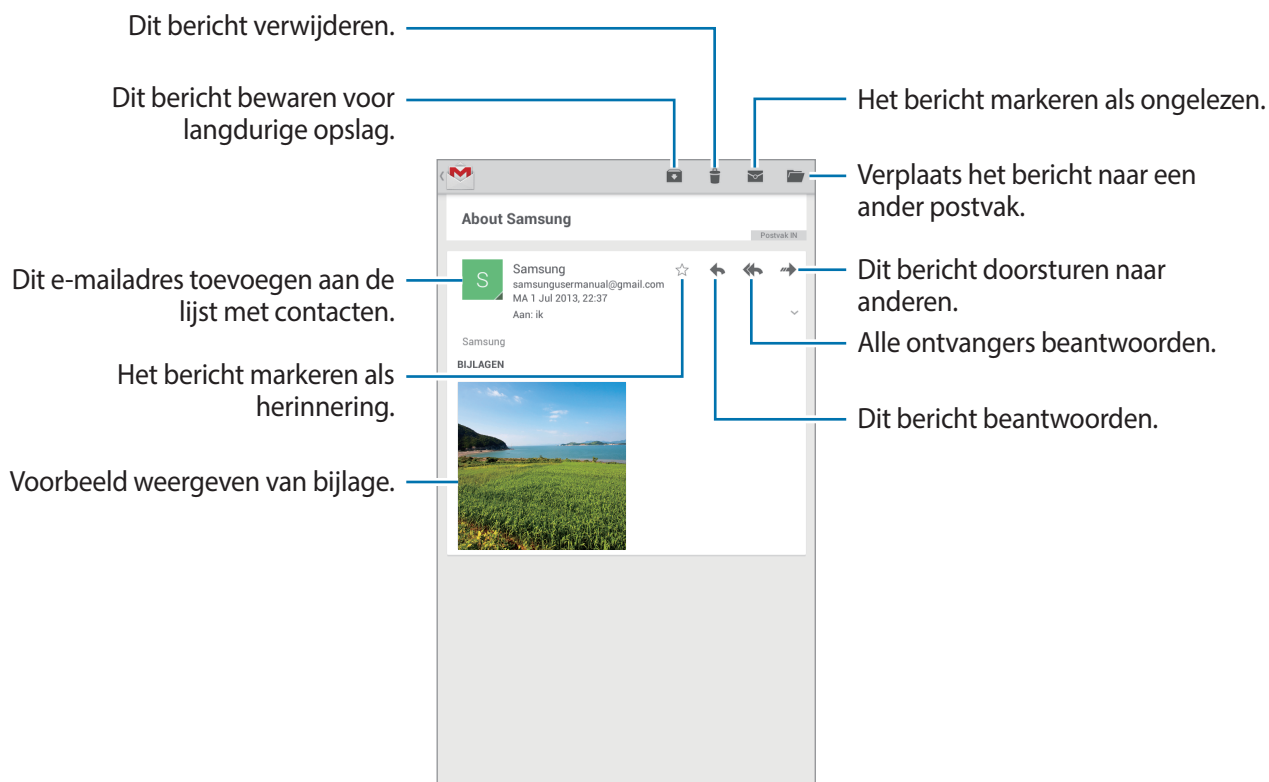 Dit bericht verwijderen.
Dit bericht bewaren voor
langdurige opslag.
Dit e-mailadres toevoegen aan de
lijst met contacten.
Het bericht markeren als
herinnering.
Voorbeeld weergeven van bijlage.
About Samsung
Postvak IN
S
Samsung
samsungusermanual@gmail.com
MA 1 Jul 2013, 22:37
Aan: ik
Samsung
BIJLAGEN
Het bericht markeren als ongelezen.
Verplaats het bericht naar een
ander postvak.
Dit bericht doorsturen naar
anderen.
Alle ontvangers beantwoorden.
Dit bericht beantwoorden.